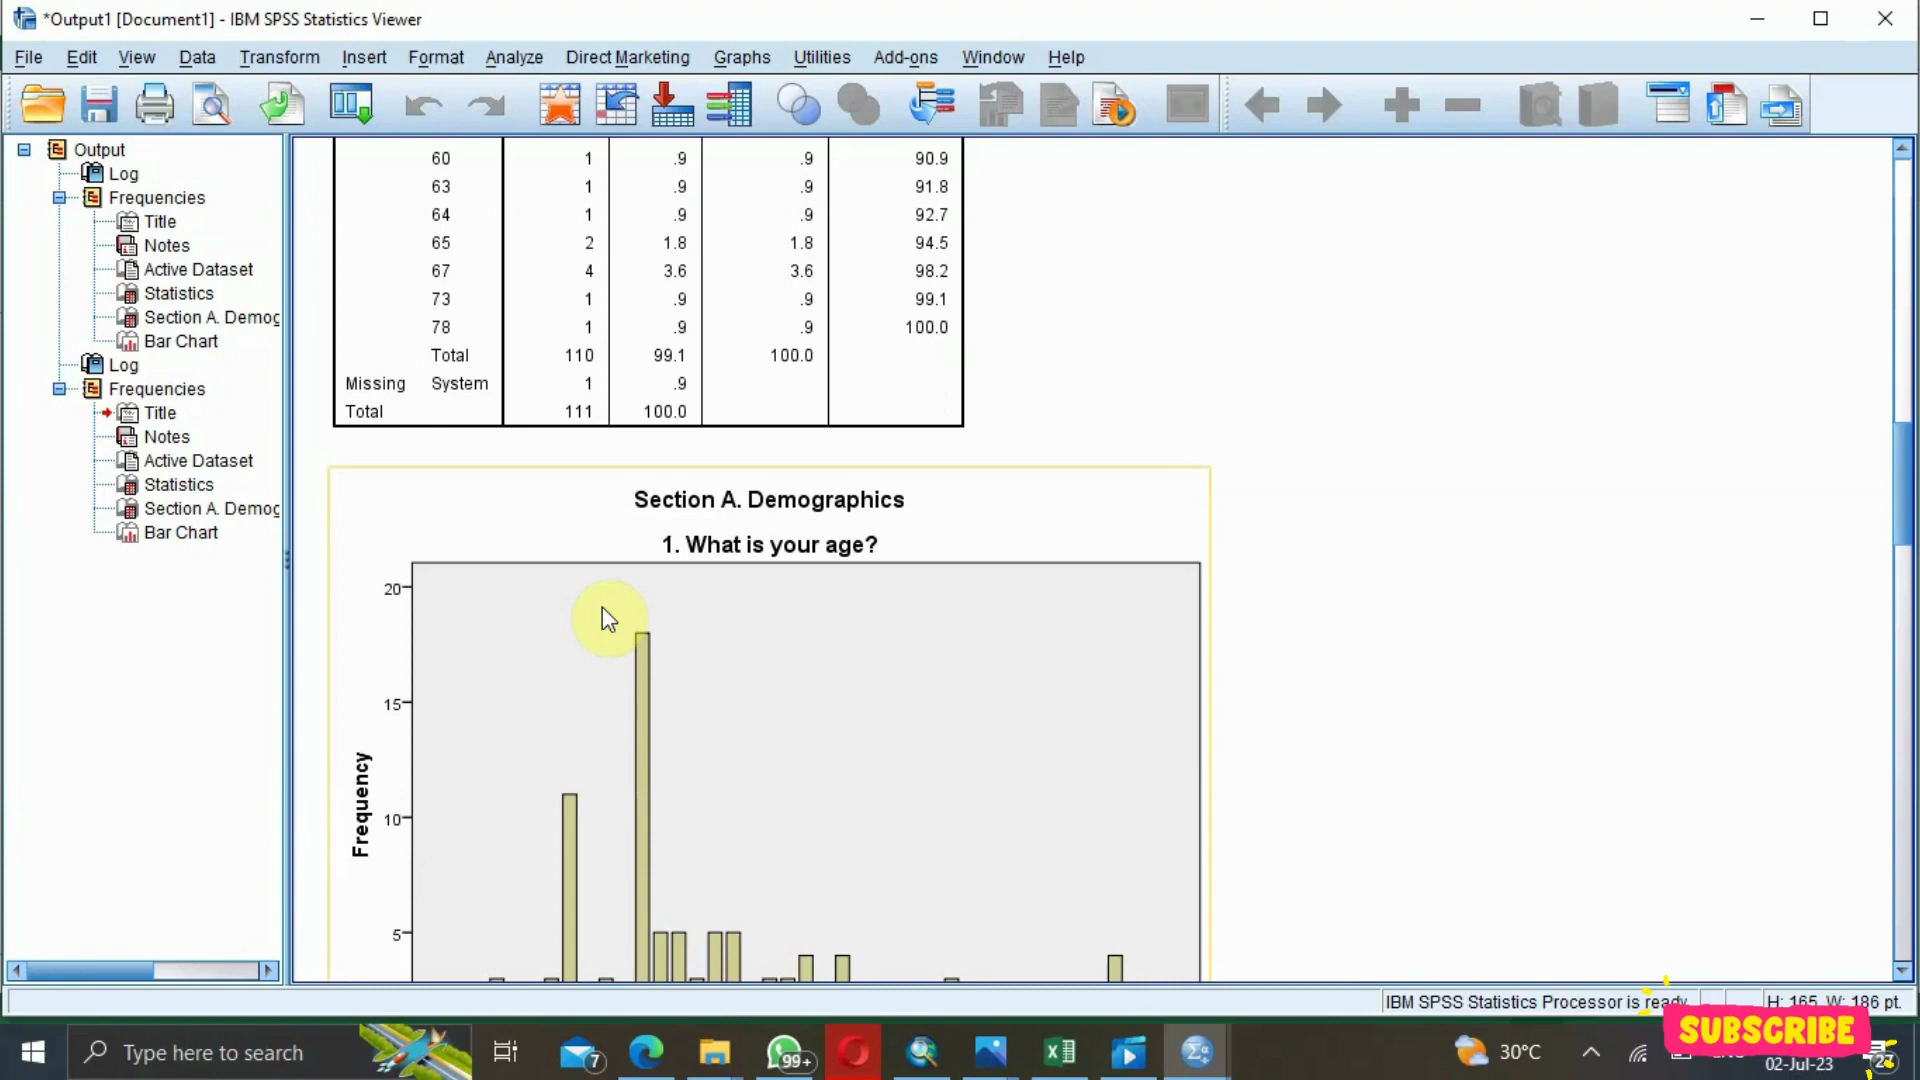 *Output1 [Document1] - IBM SPSS Statistics Viewer
File Edit View Data Transform Insert Format Analyze Direct Marketing Graphs Utilities Add-ons Window Help
Output
Log
Frequencies
Title
Notes
Active Dataset
Statistics
Section A. Demog
Bar Chart
Log
Frequencies
Title
Notes
Active Dataset
Statistics
Section A. Demog
Bar Chart
60 1 .9 .9 90.9
63 1 .9 .9 91.8
64 1 .9 .9 92.7
65 2 1.8 1.8 94.5
67 4 3.6 3.6 98.2
73 1 .9 .9 99.1
78 1 .9 .9 100.0
Total 110 99.1 100.0
Missing System 1 .9
Total 111 100.0
Section A. Demographics
1. What is your age?
20
15
10
5
Frequency
IBM SPSS Statistics Processor is ready
H: 165, W: 186 pt.
SUBSCRIBE
Type here to search
7
99+
30°C
02-Jul-23